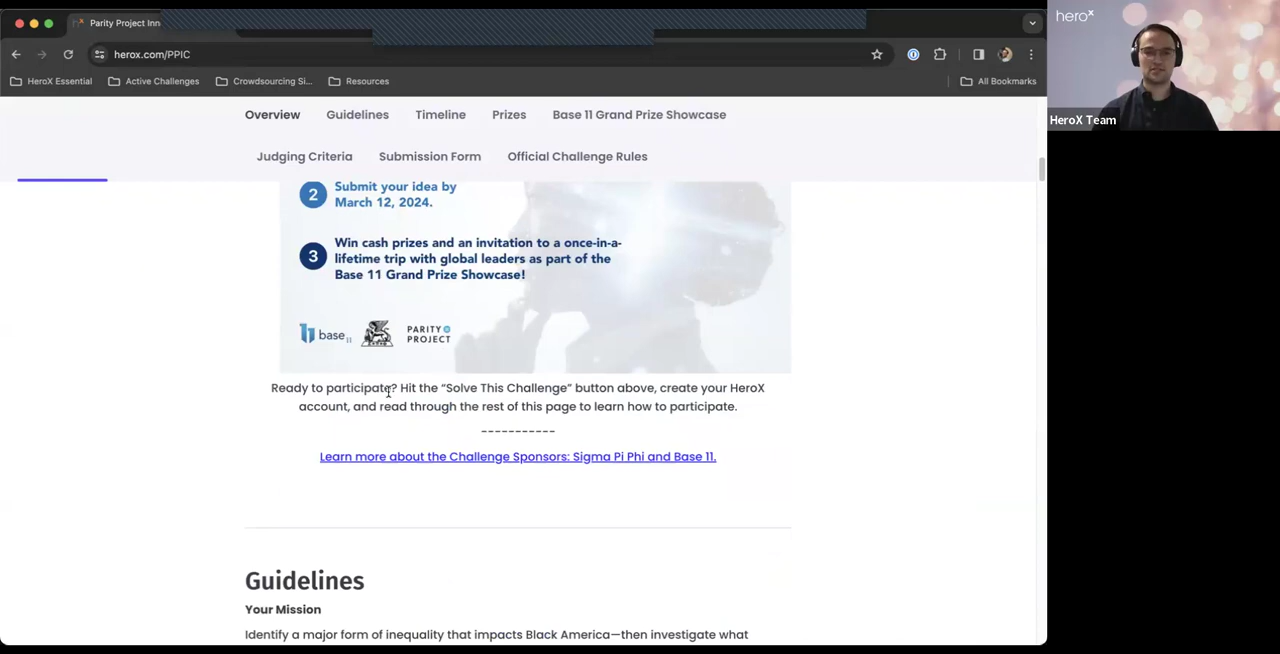 Parity Project Inn
herox.com/PPIC
HeroX Essential
Active Challenges
Crowdsourcing Si...
Resources
All Bookmarks
Overview
Guidelines
Timeline
Prizes
Base 11 Grand Prize Showcase
Judging Criteria
Submission Form
Official Challenge Rules
2
Submit your idea by
March 12, 2024.
3
Win cash prizes and an invitation to a once-in-a-
lifetime trip with global leaders as part of the
Base 11 Grand Prize Showcase!
base 11
PARITY
PROJECT
Ready to participate? Hit the “Solve This Challenge” button above, create your HeroX
account, and read through the rest of this page to learn how to participate.
-----------
Learn more about the Challenge Sponsors: Sigma Pi Phi and Base 11.
Guidelines
Your Mission
Identify a major form of inequality that impacts Black America—then investigate what
herox
HeroX Team